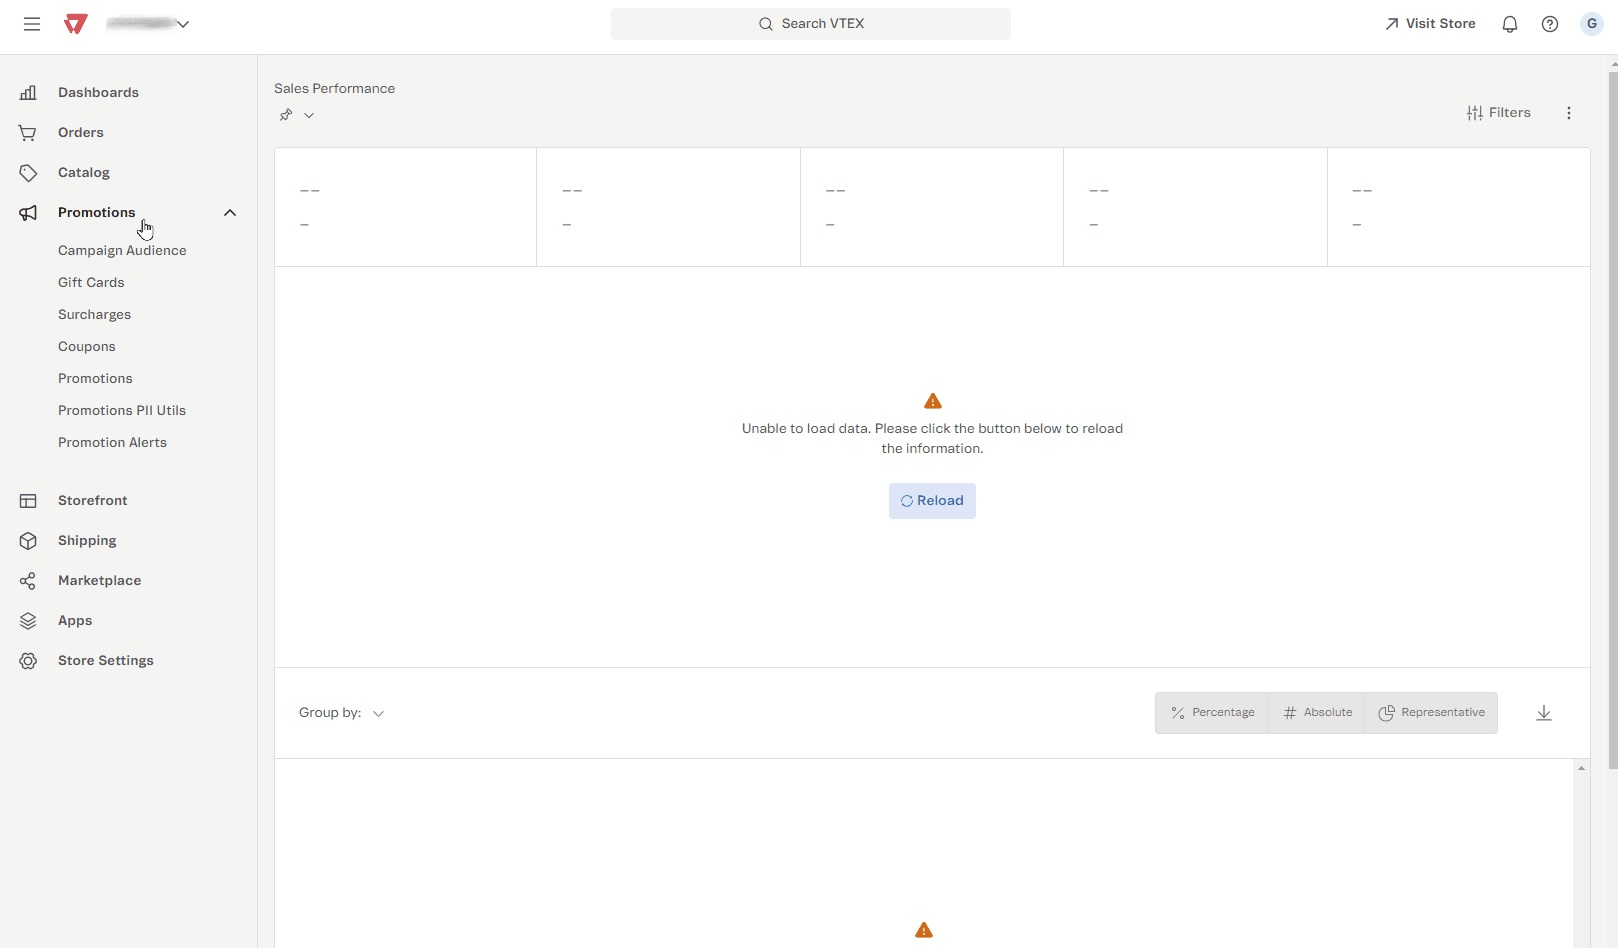 Search VTEX
Visit Store
G
Dashboards
Orders
Catalog
Promotions
Campaign Audience
Gift Cards
Surcharges
Coupons
Promotions
Promotions PII Utils
Promotion Alerts
Storefront
Shipping
Marketplace
Apps
Store Settings
Sales Performance
Filters
-- -- -- -- --
- - - - -
Unable to load data. Please click the button below to reload
the information.
Reload
Group by:
Percentage
Absolute
Representative